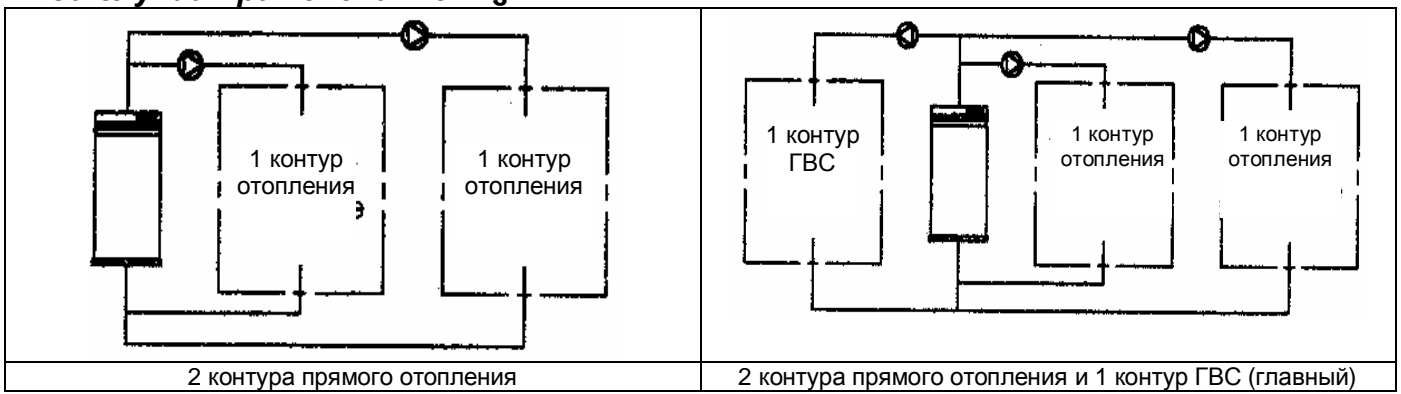 1 контур
отопления
1 контур
отопления
1 контур
ГВС
1 контур
отопления
1 контур
отопления
2 контура прямого отопления
2 контура прямого отопления и 1 контур ГВС (главный)